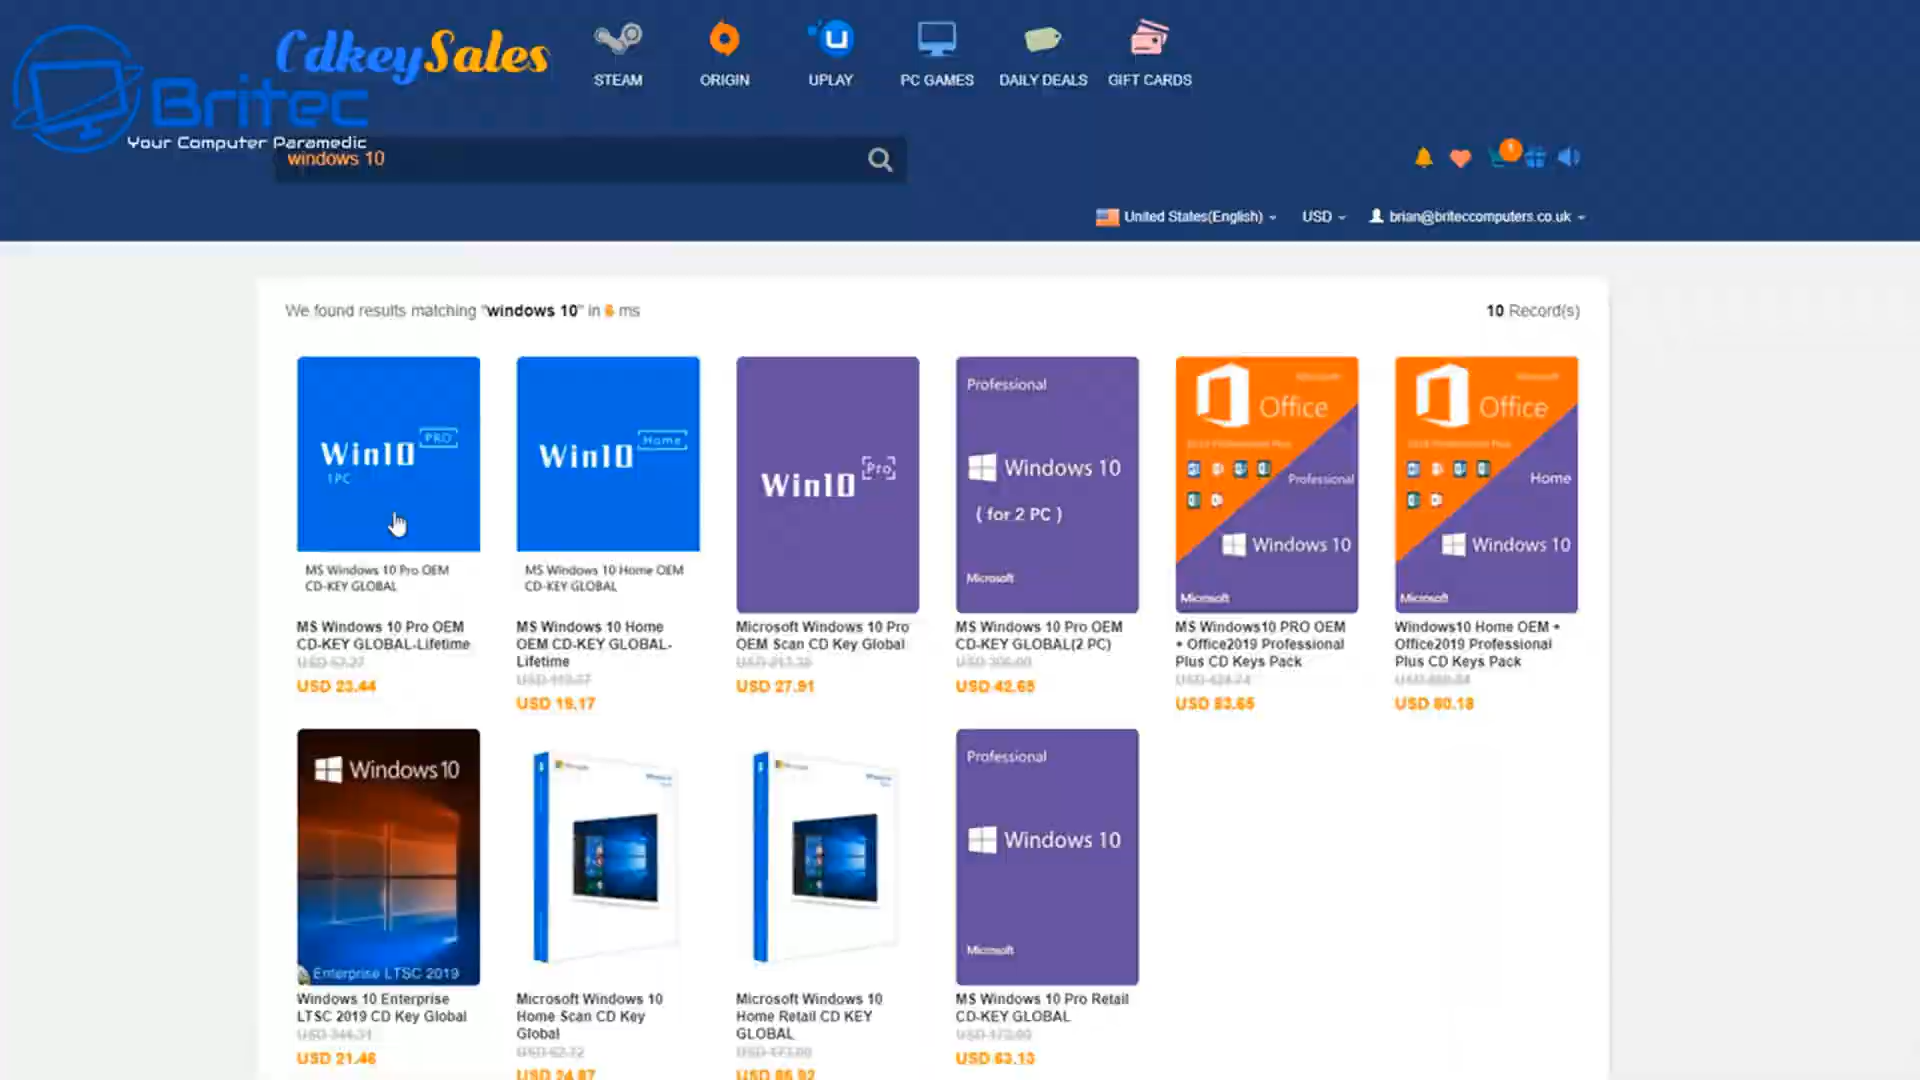 CdkeySales
STEAM
ORIGIN
UPLAY
PC GAMES
DAILY DEALS
GIFT CARDS
Britec
Your Computer Paramedic
windows 10
1
United States(English)
USD
brian@briteccomputers.co.uk
We found results matching "windows 10" in 6 ms
10 Record(s)
Win10 PRO
1PC
MS Windows 10 Pro OEM
CD-KEY GLOBAL
MS Windows 10 Pro OEM
CD-KEY GLOBAL-Lifetime
USD 23.44
Win10 Home
MS Windows 10 Home OEM
CD-KEY GLOBAL
MS Windows 10 Home
OEM CD-KEY GLOBAL-
Lifetime
USD 19.17
Win10 Pro
Microsoft Windows 10 Pro
OEM Scan CD Key Global
USD 27.91
Professional
Windows 10
( for 2 PC )
Microsoft
MS Windows 10 Pro OEM
CD-KEY GLOBAL(2 PC)
USD 42.65
Office
Professional
Windows 10
Microsoft
MS Windows10 PRO OEM
+ Office2019 Professional
Plus CD Keys Pack
USD 83.65
Office
Home
Windows 10
Microsoft
Windows10 Home OEM +
Office2019 Professional
Plus CD Keys Pack
USD 80.18
Windows 10
Enterprise LTSC 2019
Windows 10 Enterprise
LTSC 2019 CD Key Global
USD 21.46
Microsoft Windows 10
Home Scan CD Key
Global
USD 24.87
Microsoft Windows 10
Home Retail CD KEY
GLOBAL
USD
Professional
Windows 10
Microsoft
MS Windows 10 Pro Retail
CD-KEY GLOBAL
USD 63.13